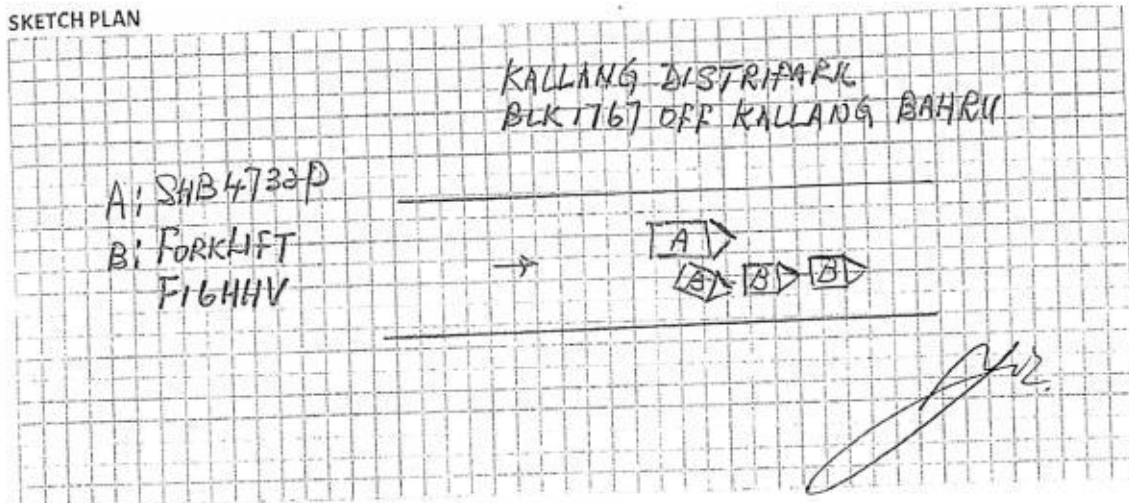 SKETCH PLAN
KALLANG DISTRIPARK
BLK 1767 OFF KALLANG BAHRU
A: SHB4732P
B: FORKLIFT
F16HHV
A
B B B